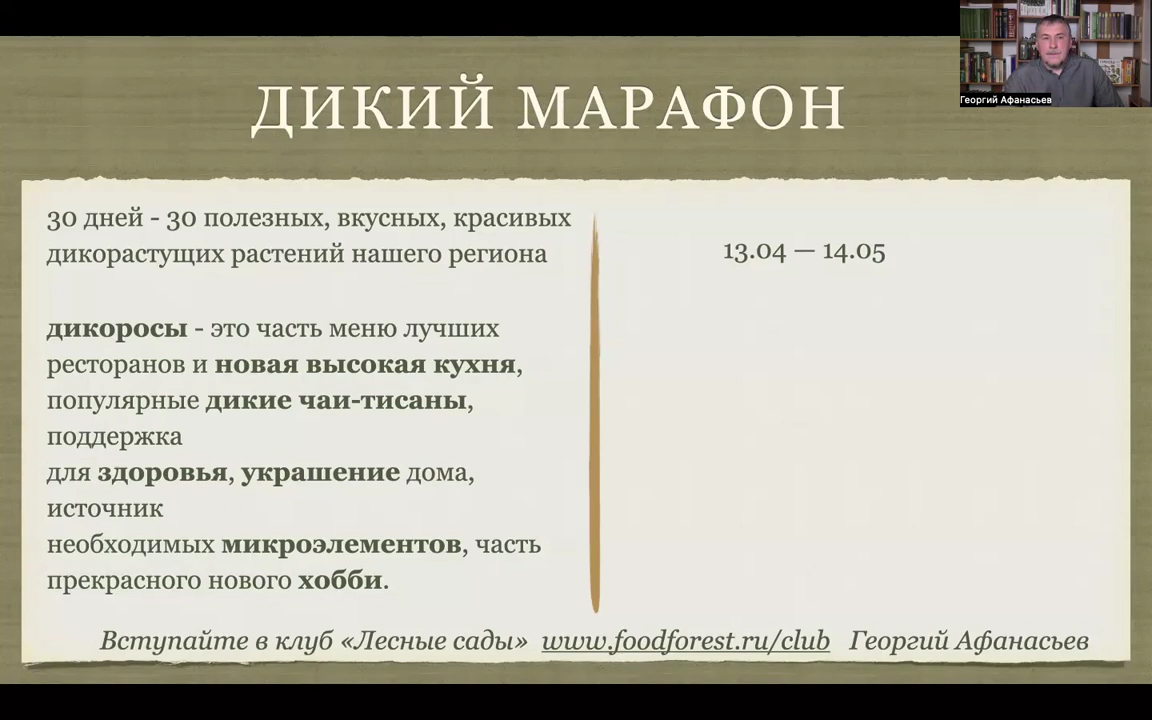 Георгий Афанасьев
ДИКИЙ МАРАФОН
30 дней - 30 полезных, вкусных, красивых
дикорастущих растений нашего региона
дикоросы - это часть меню лучших
ресторанов и новая высокая кухня,
популярные дикие чаи-тисаны,
поддержка
для здоровья, украшение дома,
источник
необходимых микроэлементов, часть
прекрасного нового хобби.
13.04 — 14.05
Вступайте в клуб «Лесные сады» www.foodforest.ru/club Георгий Афанасьев